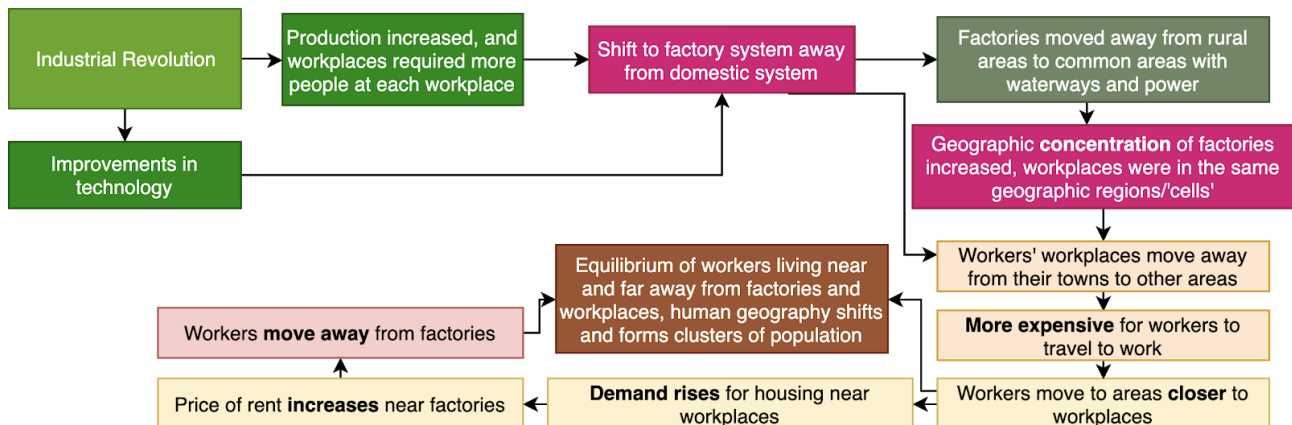 Industrial Revolution
Production increased, and
workplaces required more
people at each workplace
Shift to factory system away
from domestic system
Factories moved away from rural
areas to common areas with
waterways and power
Improvements in
technology
Geographic concentration of factories
increased, workplaces were in the same
geographic regions/'cells'
Workers' workplaces move away
from their towns to other areas
More expensive for workers to
travel to work
Workers move to areas closer to
workplaces
Demand rises for housing near
workplaces
Price of rent increases near factories
Workers move away from factories
Equilibrium of workers living near
and far away from factories and
workplaces, human geography shifts
and forms clusters of population